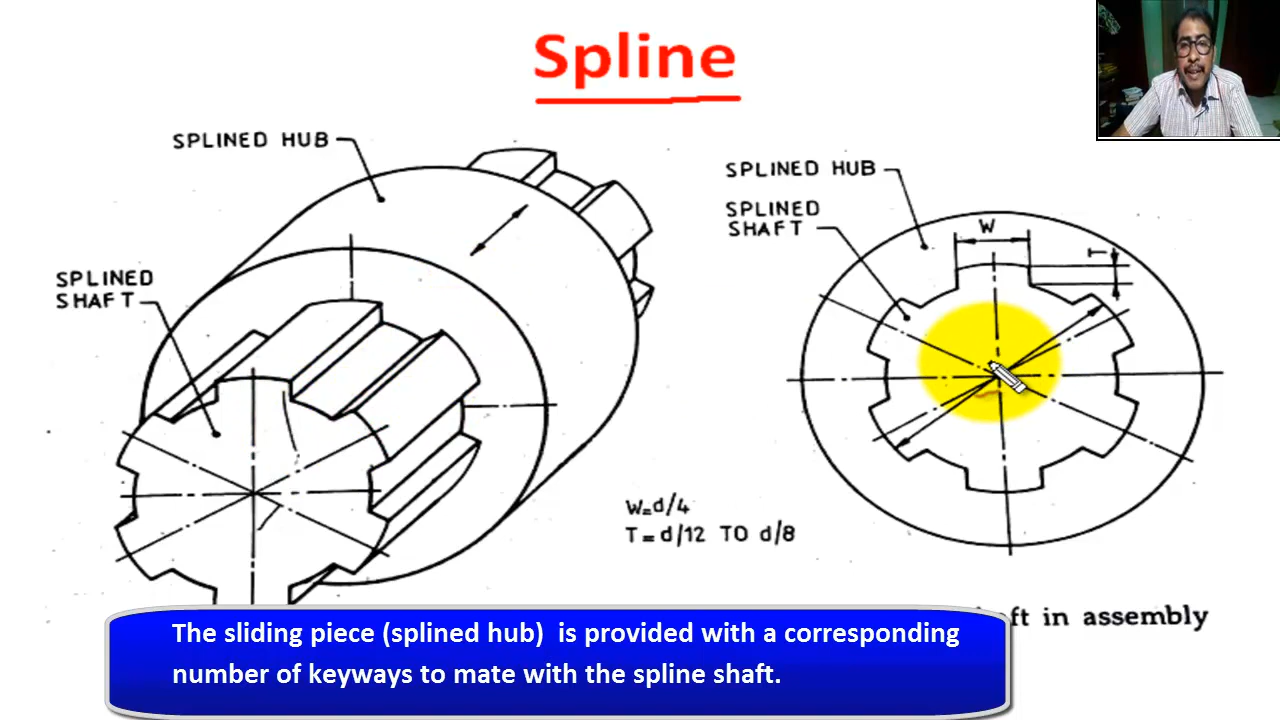 Spline
SPLINED HUB
SPLINED
SHAFT
SPLINED HUB
SPLINED
SHAFT
W
T
W=d/4
T=d/12 TO d/8
ft in assembly
The sliding piece (splined hub) is provided with a corresponding
number of keyways to mate with the spline shaft.